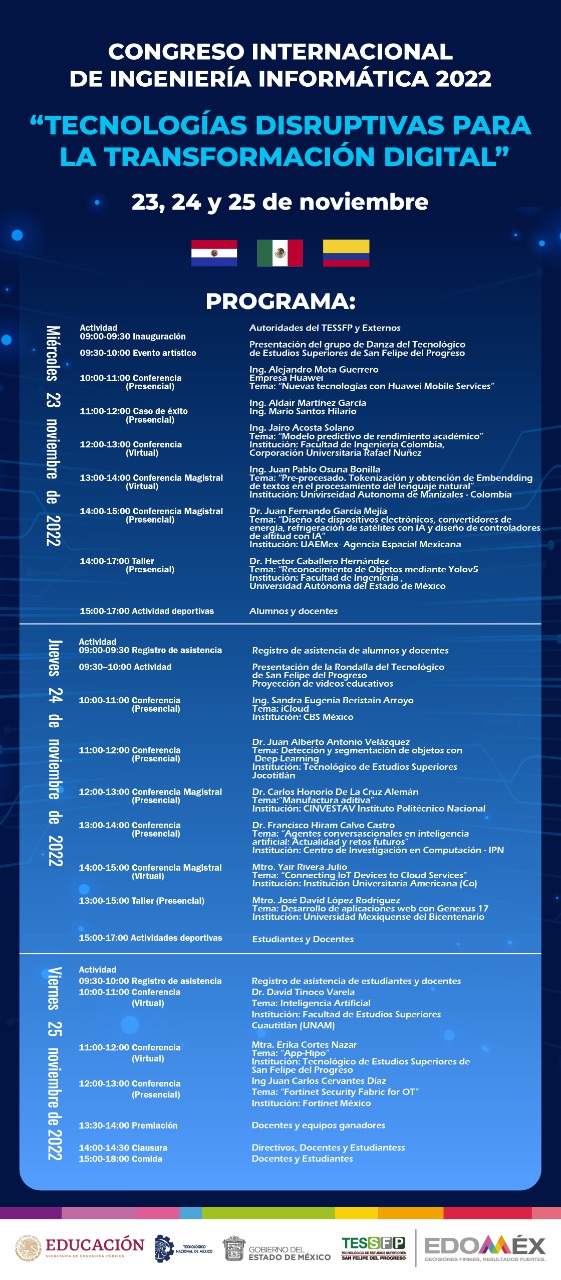 CONGRESO INTERNACIONAL
DE INGENIERÍA INFORMÁTICA 2022
“TECNOLOGÍAS DISRUPTIVAS PARA
LA TRANSFORMACIÓN DIGITAL”
23, 24 y 25 de noviembre
PROGRAMA:
Miércoles 23 noviembre de 2022
Actividad
09:00-09:30 Inauguración
Autoridades del TESSFP y Externos
09:30-10:00 Evento artístico
Presentación del grupo de Danza del Tecnológico
de Estudios Superiores de San Felipe del Progreso
10:00-11:00 Conferencia
(Presencial)
Ing. Alejandro Mota Guerrero
Empresa Huawei
Tema: “Nuevas tecnologías con Huawei Mobile Services”
11:00-12:00 Caso de éxito
(Presencial)
Ing. Aldair Martínez García
Ing. Mario Santos Hilario
12:00-13:00 Conferencia
(Virtual)
Ing. Jairo Acosta Solano
Tema: “Modelo predictivo de rendimiento académico”
Institución: Facultad de Ingeniería Colombia,
Corporación Universitaria Rafael Nuñez
13:00-14:00 Conferencia Magistral
(Virtual)
Ing. Juan Pablo Osuna Bonilla
Tema: “Pre-procesado. Tokenización y obtención de Embendding
de textos en el procesamiento del lenguaje natural”
Institución: Univirseidad Autonoma de Manizales - Colombia
14:00-15:00 Conferencia Magistral
(Presencial)
Dr. Juan Fernando García Mejía
Tema: “Diseño de dispositivos electrónicos, convertidores de
energía, refrigeración de satélites con IA y diseño de controladores
de altitud con IA”
Institución: UAEMex- Agencia Espacial Mexicana
14:00-17:00 Taller
(Presencial)
Dr. Hector Caballero Hernández
Tema: “Reconocimiento de Objetos mediante Yolov5
Institución: Facultad de Ingeniería ,
Universidad Autónoma del Estado de México
15:00-17:00 Actividad deportivas
Alumnos y docentes
Jueves 24 de noviembre de 2022
Actividad
09:00-09:30 Registro de asistencia
Registro de asistencia de alumnos y docentes
09:30–10:00 Actividad
Presentación de la Rondalla del Tecnológico
de San Felipe del Progreso
Proyección de videos educativos
10:00-11:00 Conferencia
(Presencial)
Ing. Sandra Eugenia Beristain Arroyo
Tema: iCloud
Institución: CBS México
11:00-12:00 Conferencia
(Presencial)
Dr. Juan Alberto Antonio Velázquez
Tema: Detección y segmentación de objetos con
Deep Learning
Institución: Tecnológico de Estudios Superiores
Jocotitlán
12:00-13:00 Conferencia Magistral
(Presencial)
Dr. Carlos Honorio De La Cruz Alemán
Tema:“Manufactura aditiva”
Institución: CINVESTAV Instituto Politécnico Nacional
13:00-14:00 Conferencia
(Presencial)
Dr. Francisco Hiram Calvo Castro
Tema: “Agentes conversascionales en inteligencia
artificial: Actualidad y retos futuros”
Institución: Centro de Investigación en Computación - IPN
14:00-15:00 Conferencia Magistral
(Virtual)
Mtro. Yair Rivera Julio
Tema: “Connecting IoT Devices to Cloud Services”
Institución: Institución Universitaria Americana (Co)
13:00-15:00 Taller (Presencial)
Mtro. José David López Rodríguez
Tema: Desarrollo de aplicaciones web con Genexus 17
Institución: Universidad Mexiquense del Bicentenario
15:00-17:00 Actividades deportivas
Estudiantes y Docentes
Viernes 25 noviembre de 2022
Actividad
09:30-10:00 Registro de asistencia
Registro de asistencia de estudiantes y docentes
10:00-11:00 Conferencia
(Virtual)
Dr. David Tinoco Varela
Tema: Inteligencia Artificial
Institución: Facultad de Estudios Superiores
Cuautitlán (UNAM)
11:00-12:00 Conferencia
(Virtual)
Mtra. Erika Cortes Nazar
Tema: “App-Hipo”
Institución: Tecnológico de Estudios Superiores de
San Felipe del Progreso
12:00-13:00 Conferencia
(Presencial)
Ing Juan Carlos Cervantes Díaz
Tema: “Fortinet Security Fabric for OT”
Institución: Fortinet México
13:30-14:00 Premiación
Docentes y equipos ganadores
14:00-14:30 Clausura
Directivos, Docentes y Estudiantess
15:00-18:00 Comida
Docentes y Estudiantes
EDUCACIÓN
SECRETARÍA DE EDUCACIÓN PÚBLICA
TECNOLÓGICO
NACIONAL DE MÉXICO
GOBIERNO DEL
ESTADO DE MÉXICO
TESSFP
TECNOLÓGICO DE ESTUDIOS SUPERIORES
SAN FELIPE DEL PROGRESO
EDOMÉX
DECISIONES FIRMES, RESULTADOS FUERTES.